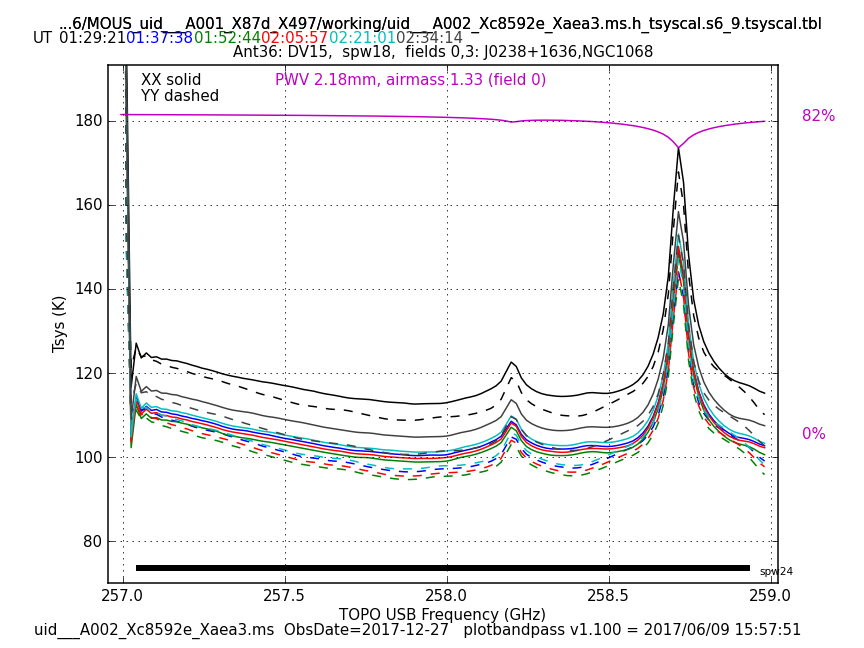 ...6/MOUS_uid___A001_X87d_X497/working/uid___A002_Xc8592e_Xaea3.ms.h_tsyscal.s6_9.tsyscal.tbl
UT 01:29:21 01:37:38 01:52:44 02:05:57 02:21:01 02:34:14
Ant36: DV15, spw18, fields 0,3: J0238+1636,NGC1068
XX solid PWV 2.18mm, airmass 1.33 (field 0)
YY dashed
82%
180
160
140
120
100
80
0%
Tsys (K)
spw24
257.0 257.5 258.0 258.5 259.0
TOPO USB Frequency (GHz)
uid___A002_Xc8592e_Xaea3.ms ObsDate=2017-12-27 plotbandpass v1.100 = 2017/06/09 15:57:51